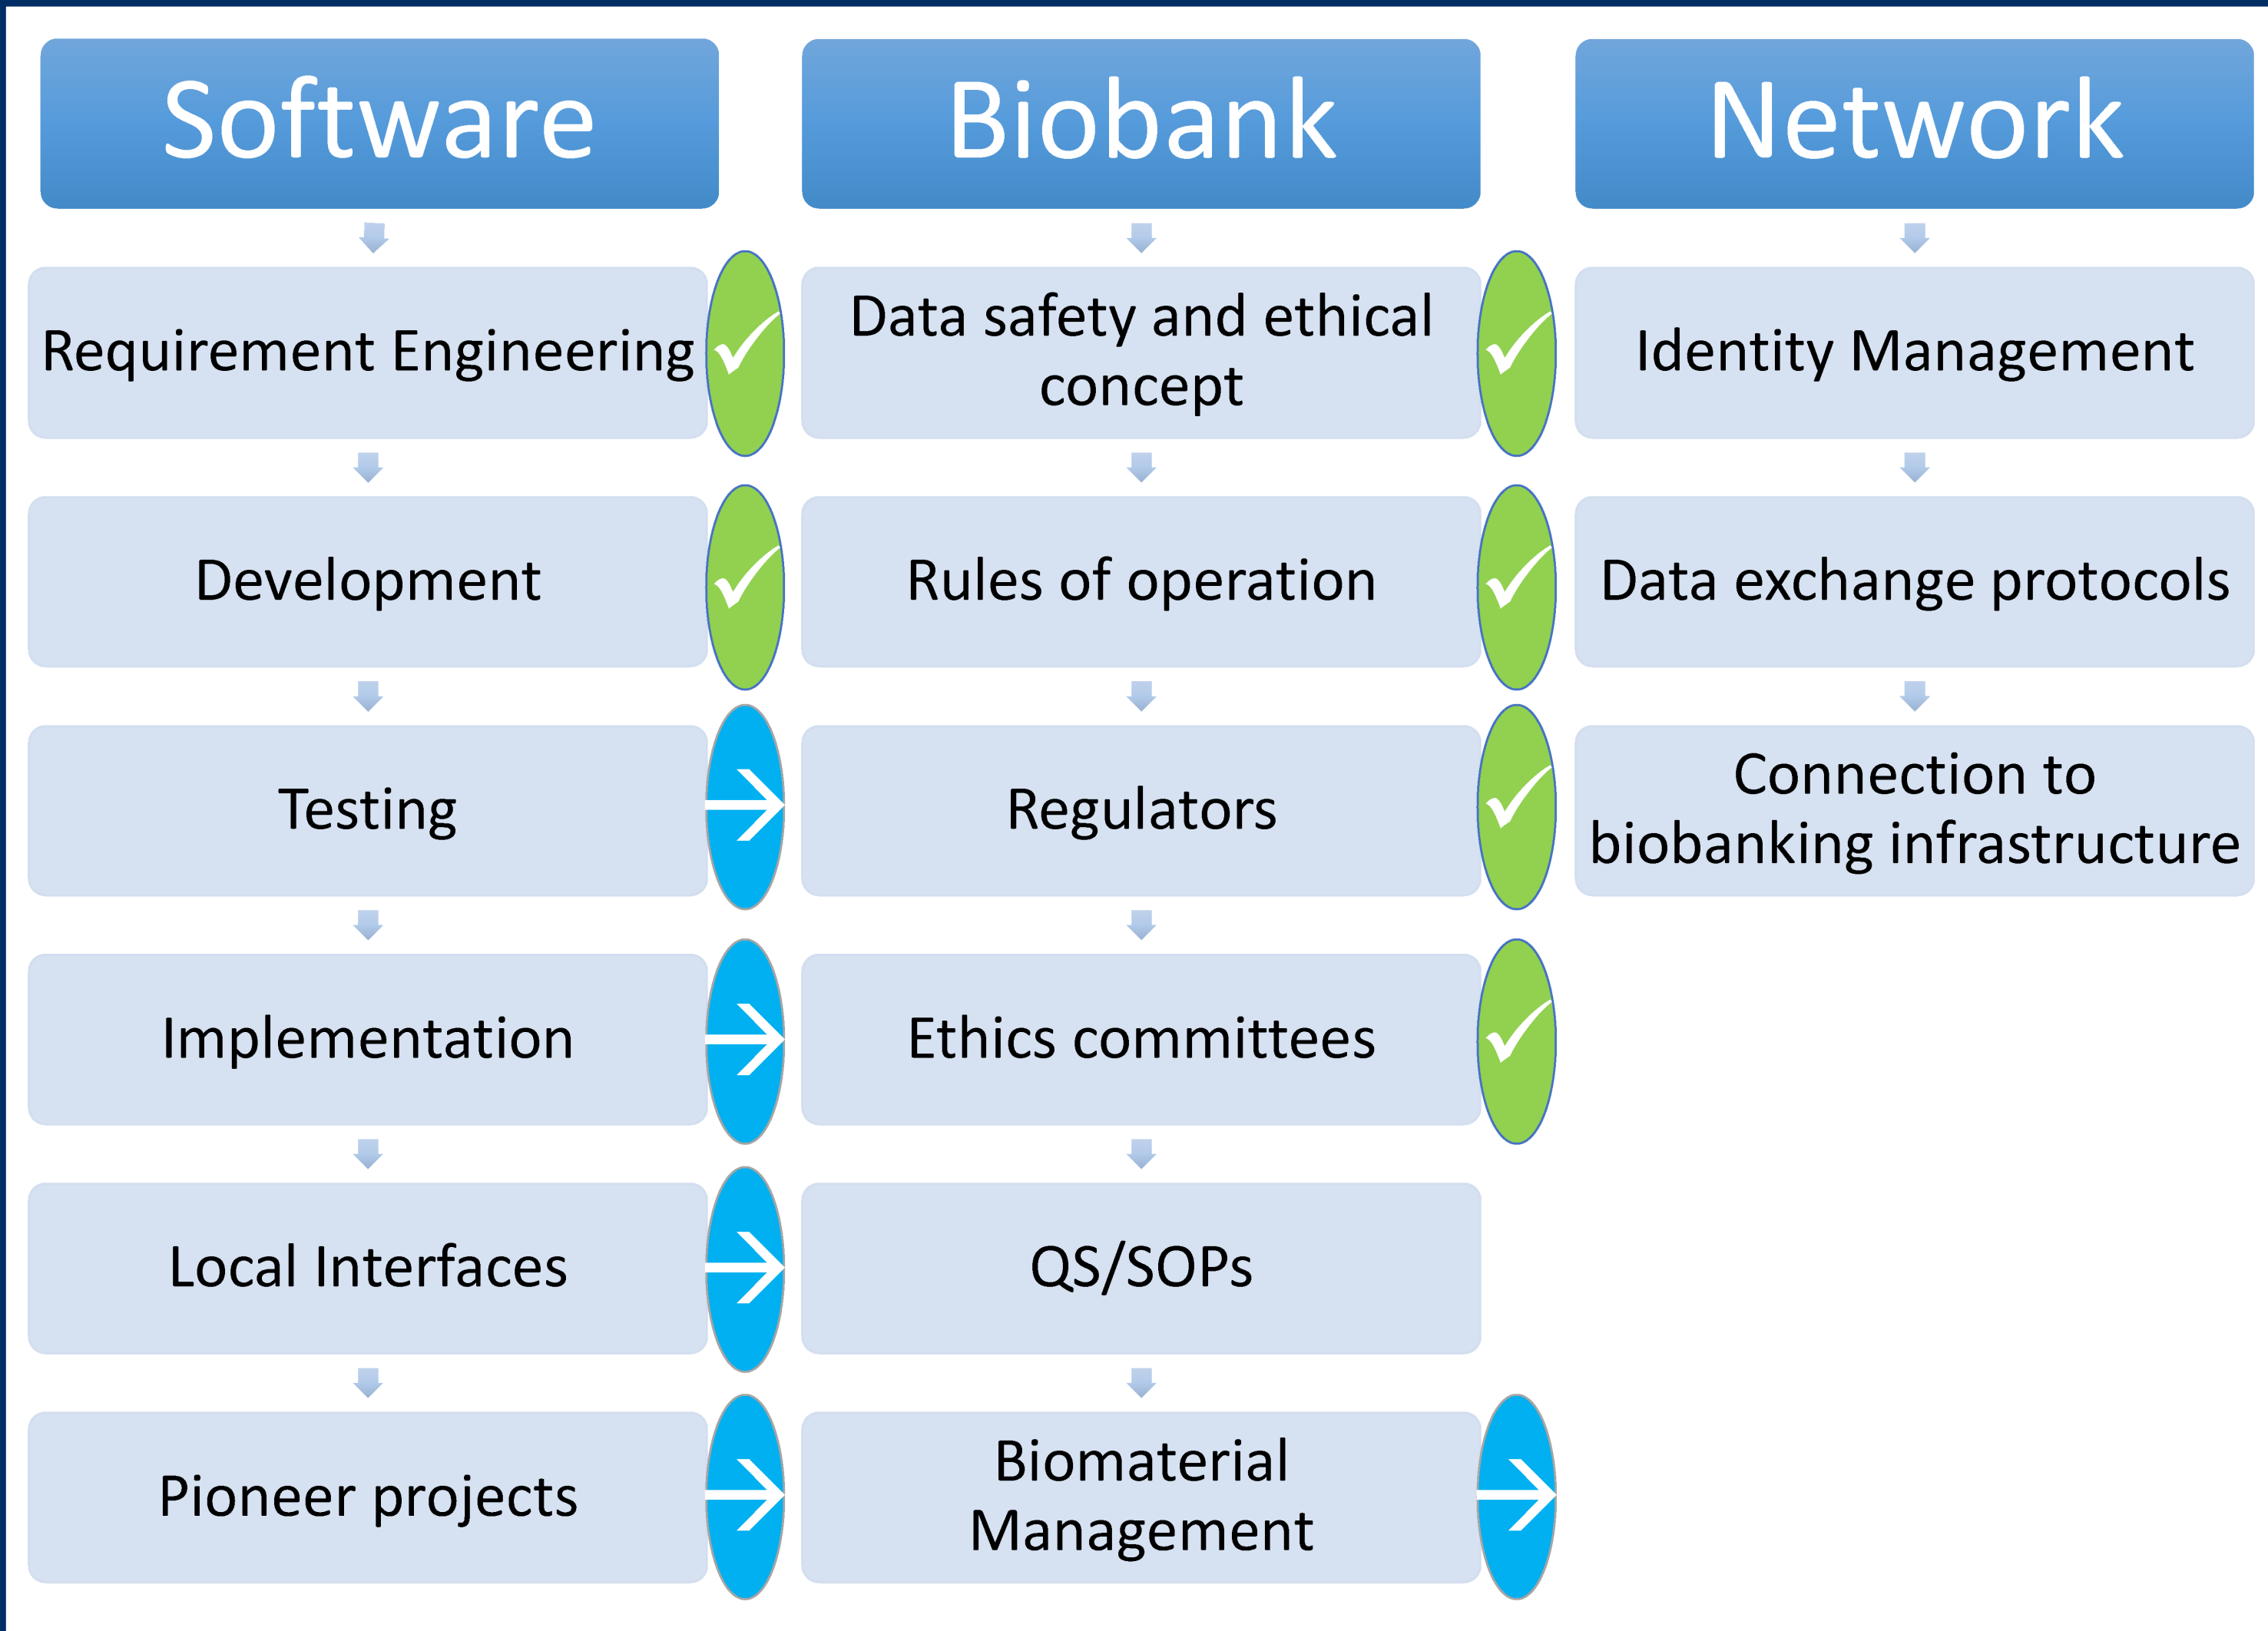 Software
Requirement Engineering
Development
Testing
Implementation
Local Interfaces
Pioneer projects
Biobank
Data safety and ethical
concept
Rules of operation
Regulators
Ethics committees
QS/SOPs
Biomaterial
Management
Network
Identity Management
Data exchange protocols
Connection to
biobanking infrastructure